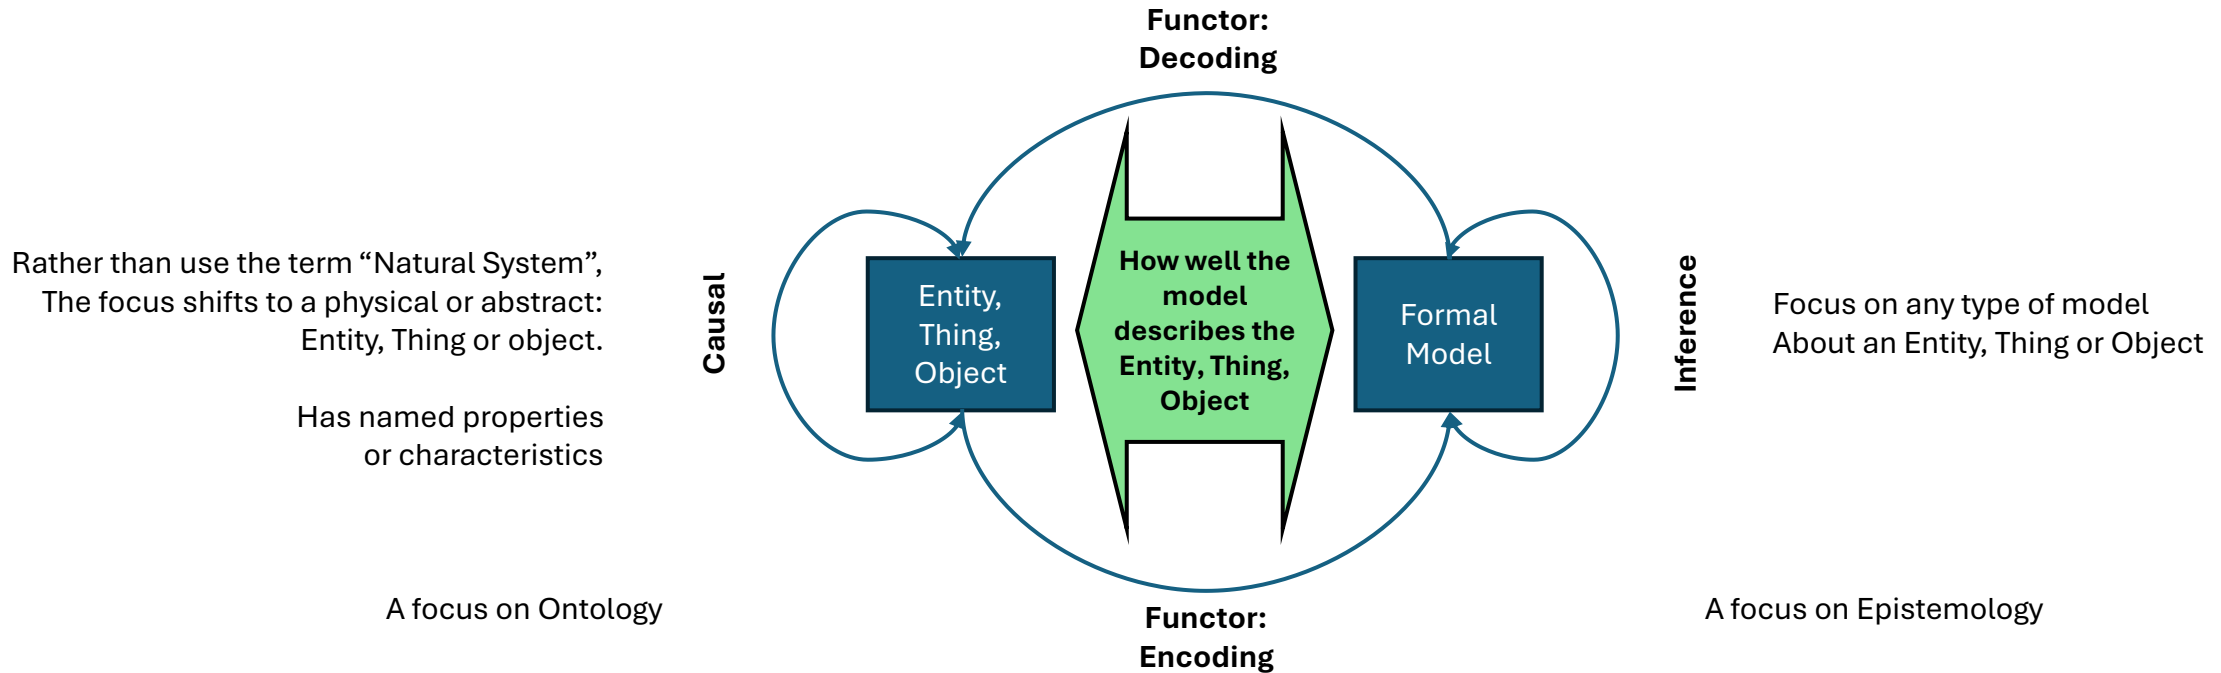 Functor:
Decoding
Rather than use the term “Natural System”,
The focus shifts to a physical or abstract:
Entity, Thing or object.
Has named properties
or characteristics
A focus on Ontology
Causal
Entity,
Thing,
Object
How well the
model
describes the
Entity, Thing,
Object
Formal
Model
Inference
Focus on any type of model
About an Entity, Thing or Object
A focus on Epistemology
Functor:
Encoding